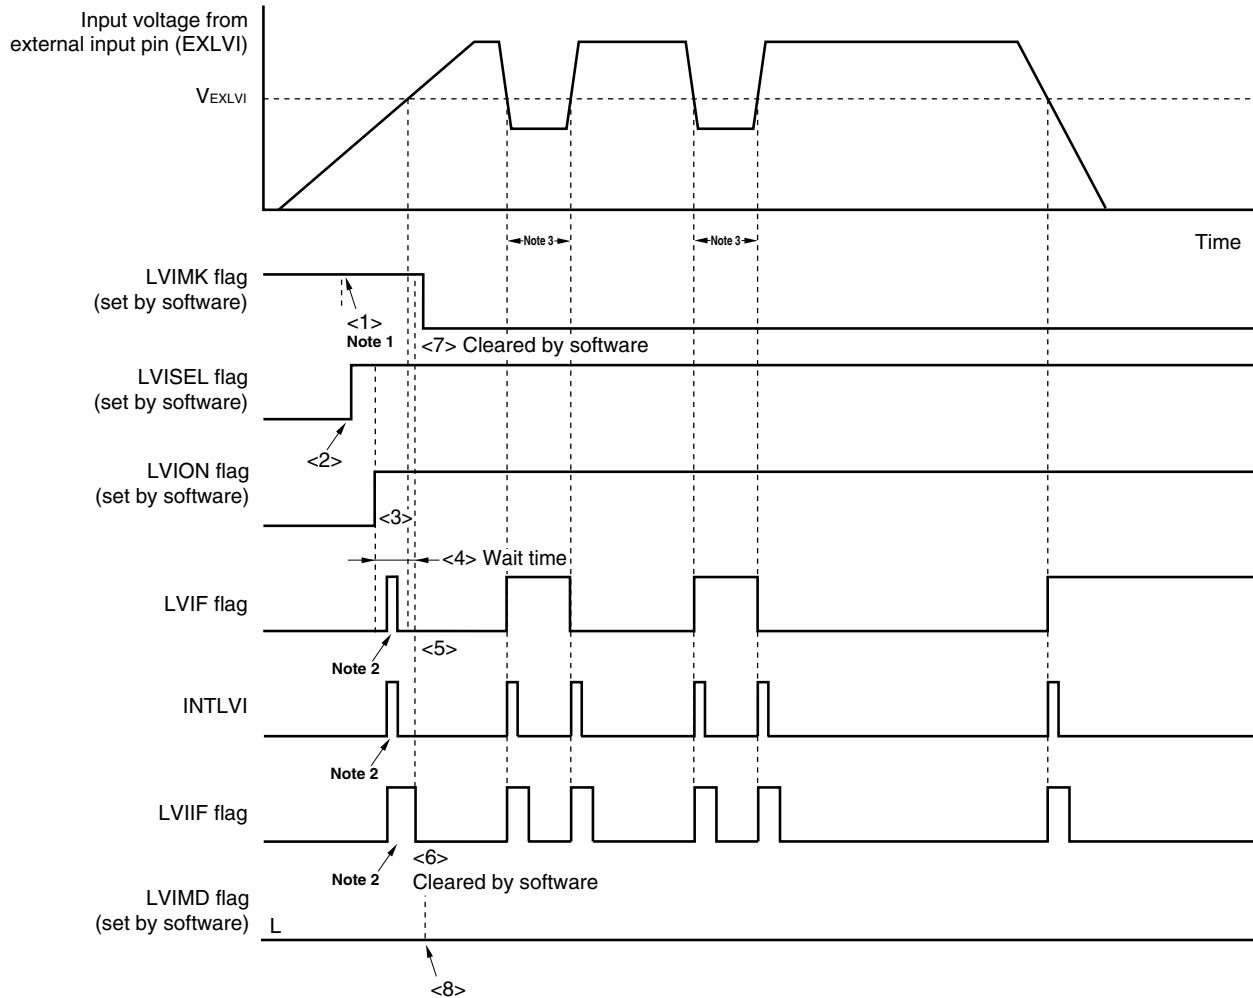 Input voltage from
external input pin (EXLVI)
VEXLVI
Note 3
Note 3
Time
LVIMK flag
(set by software)
<1>
Note 1
<7> Cleared by software
LVISEL flag
(set by software)
<2>
LVION flag
(set by software)
<3>
<4> Wait time
LVIF flag
Note 2
<5>
INTLVI
Note 2
LVIIF flag
Note 2
<6>
Cleared by software
LVIMD flag
(set by software)
L
<8>